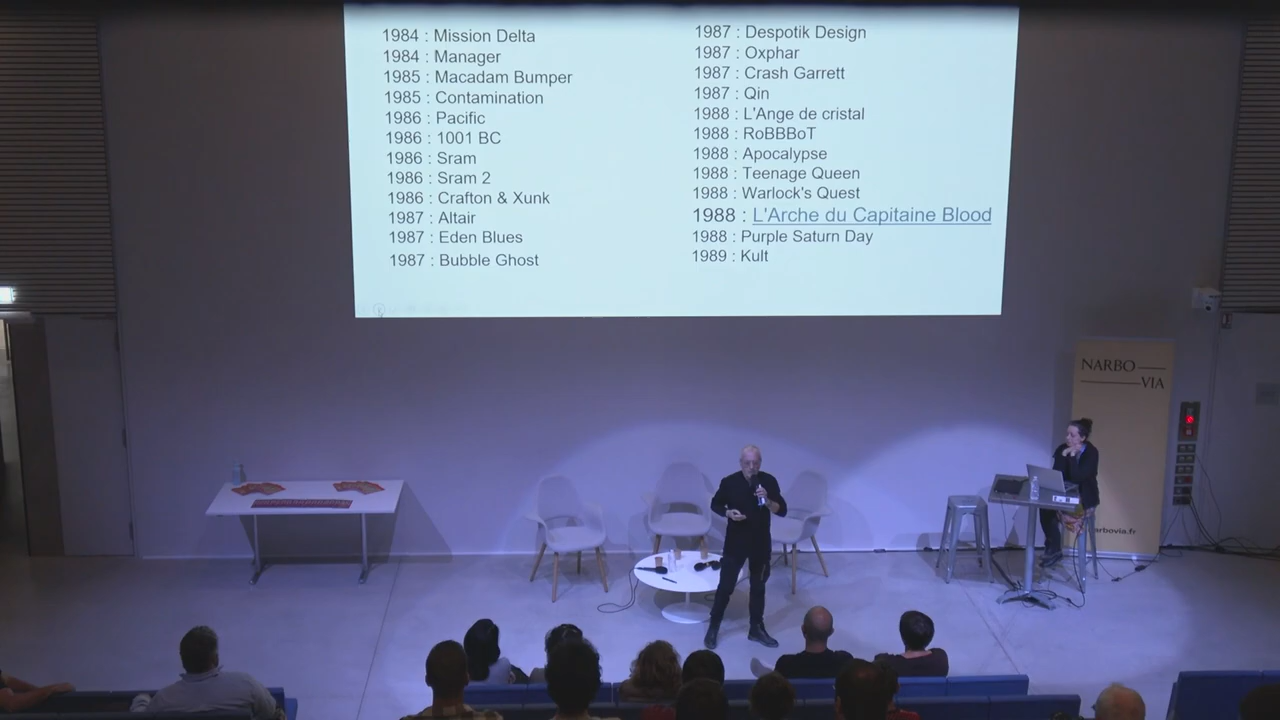 1984 : Mission Delta
1984 : Manager
1985 : Macadam Bumper
1985 : Contamination
1986 : Pacific
1986 : 1001 BC
1986 : Sram
1986 : Sram 2
1986 : Crafton & Xunk
1987 : Altair
1987 : Eden Blues
1987 : Bubble Ghost
1987 : Despotik Design
1987 : Oxphar
1987 : Crash Garrett
1987 : Qin
1988 : L'Ange de cristal
1988 : RoBBBoT
1988 : Apocalypse
1988 : Teenage Queen
1988 : Warlock's Quest
1988 : L'Arche du Capitaine Blood
1988 : Purple Saturn Day
1989 : Kult
NARBO
VIA
arbovia.fr